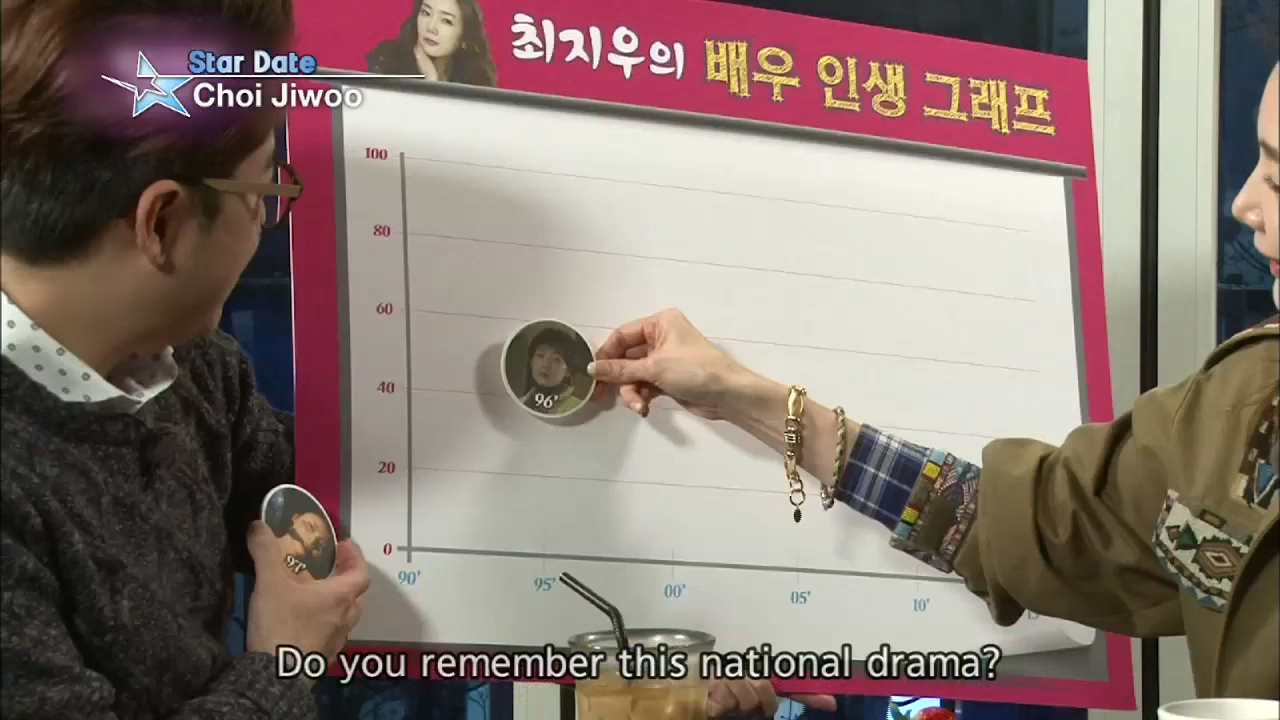 Star Date
Choi Jiwoo
최지우의 배우 인생 그래프
100
80
60
40
20
0
90' 95' 00' 05' 10'
96'
97'
Do you remember this national drama?